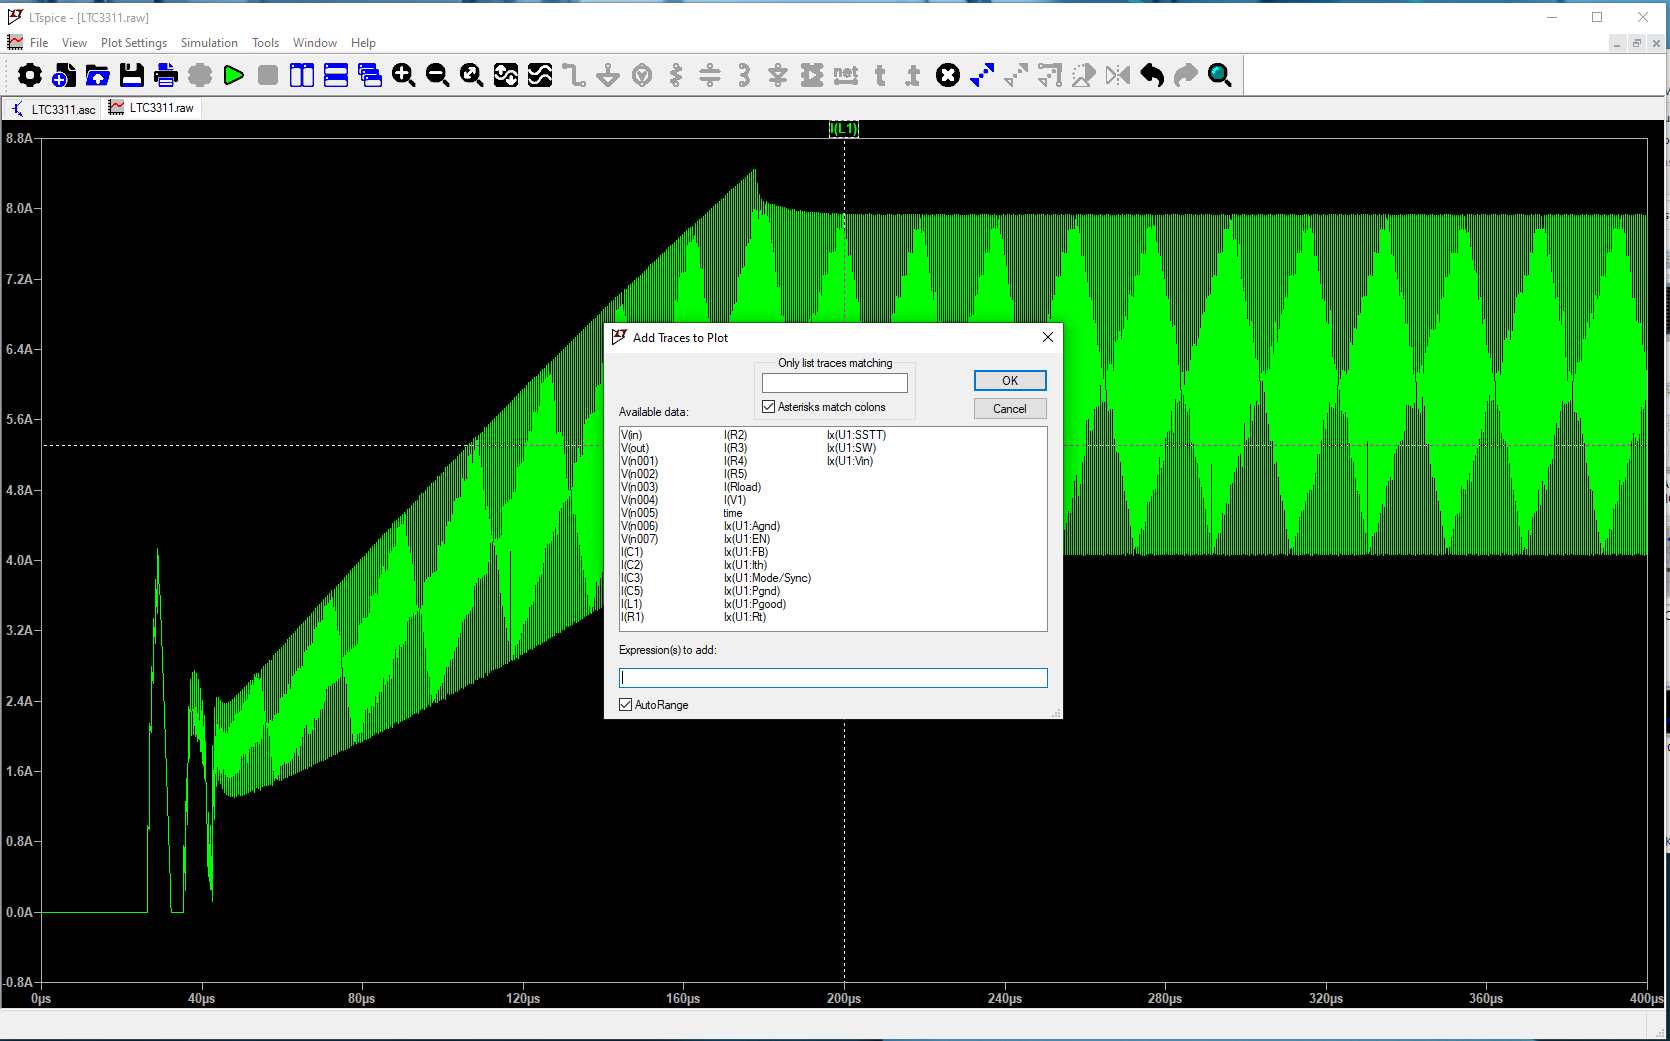 LTspice - [LTC3311.raw]
File View Plot Settings Simulation Tools Window Help
net t .t
LTC3311.asc LTC3311.raw
I(L1)
8.8A
8.0A
7.2A
6.4A
5.6A
4.8A
4.0A
3.2A
2.4A
1.6A
0.8A
0.0A
-0.8A
0µs 40µs 80µs 120µs 160µs 200µs 240µs 280µs 320µs 360µs 400µs
Add Traces to Plot
Only list traces matching
OK
Asterisks match colons
Cancel
Available data:
V(in) I(R2) Ix(U1:SSTT)
V(out) I(R3) Ix(U1:SW)
V(n001) I(R4) Ix(U1:Vin)
V(n002) I(R5)
V(n003) I(Rload)
V(n004) I(V1)
V(n005) time
V(n006) Ix(U1:Agnd)
V(n007) Ix(U1:EN)
I(C1) Ix(U1:FB)
I(C2) Ix(U1:Ith)
I(C3) Ix(U1:Mode/Sync)
I(C5) Ix(U1:Pgnd)
I(L1) Ix(U1:Pgood)
I(R1) Ix(U1:Rt)
Expression(s) to add:
AutoRange